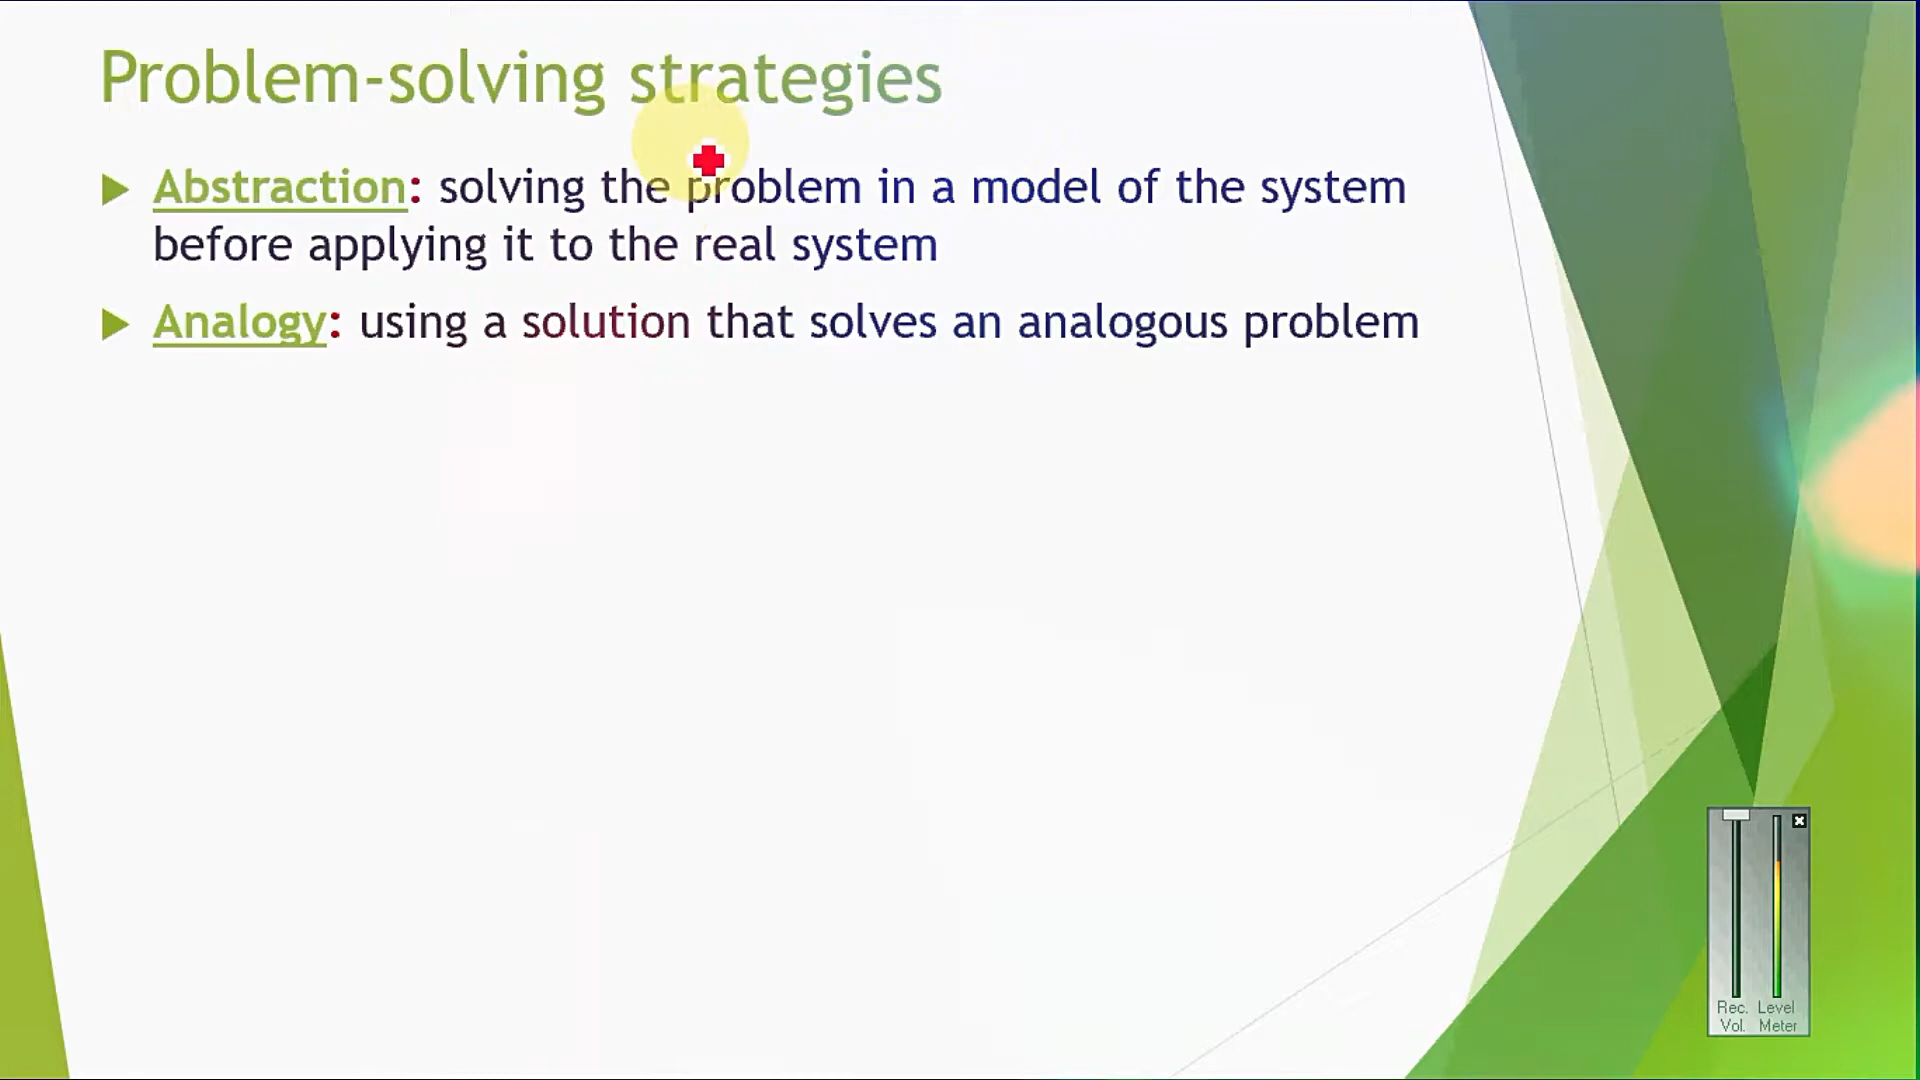 Problem-solving strategies
Abstraction: solving the problem in a model of the system
before applying it to the real system
Analogy: using a solution that solves an analogous problem
Rec. Level
Vol. Meter